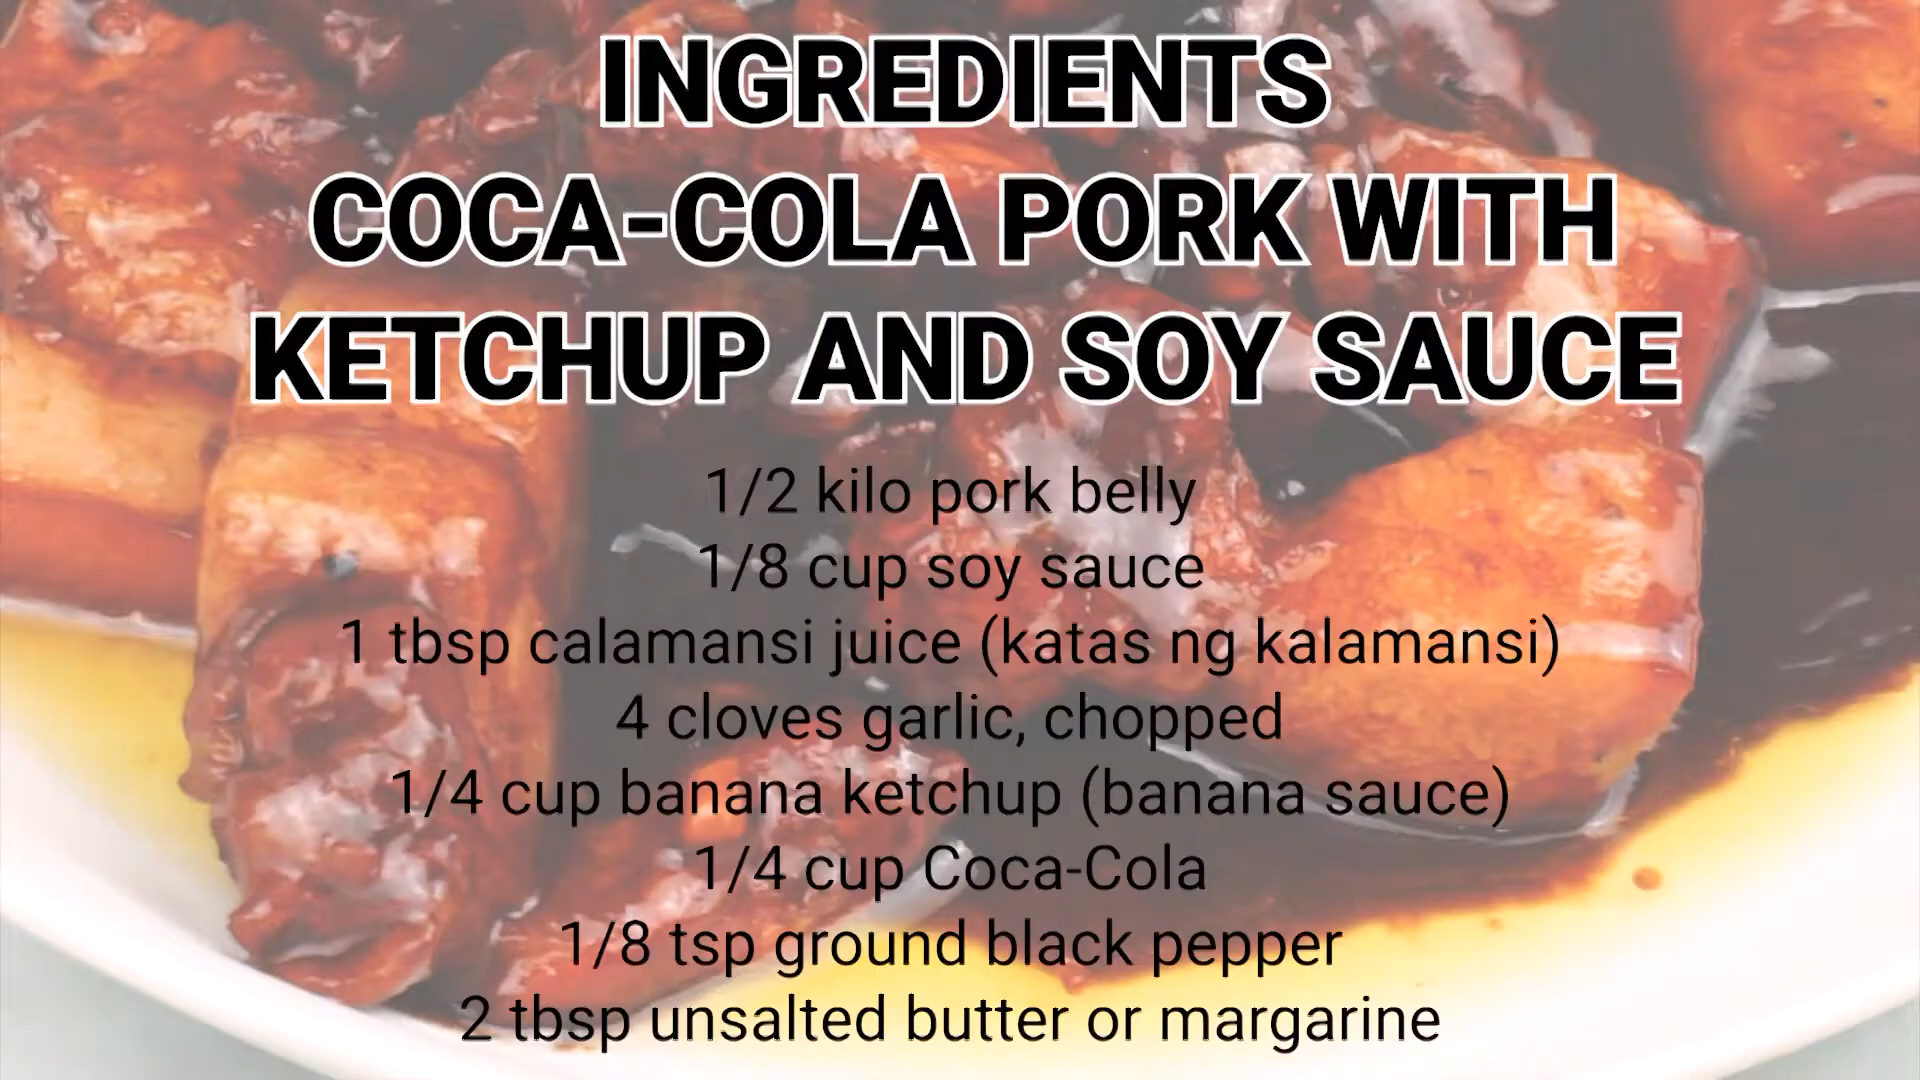 INGREDIENTS
COCA-COLA PORK WITH
KETCHUP AND SOY SAUCE
1/2 kilo pork belly
1/8 cup soy sauce
1 tbsp calamansi juice (katas ng kalamansi)
4 cloves garlic, chopped
1/4 cup banana ketchup (banana sauce)
1/4 cup Coca-Cola
1/8 tsp ground black pepper
2 tbsp unsalted butter or margarine